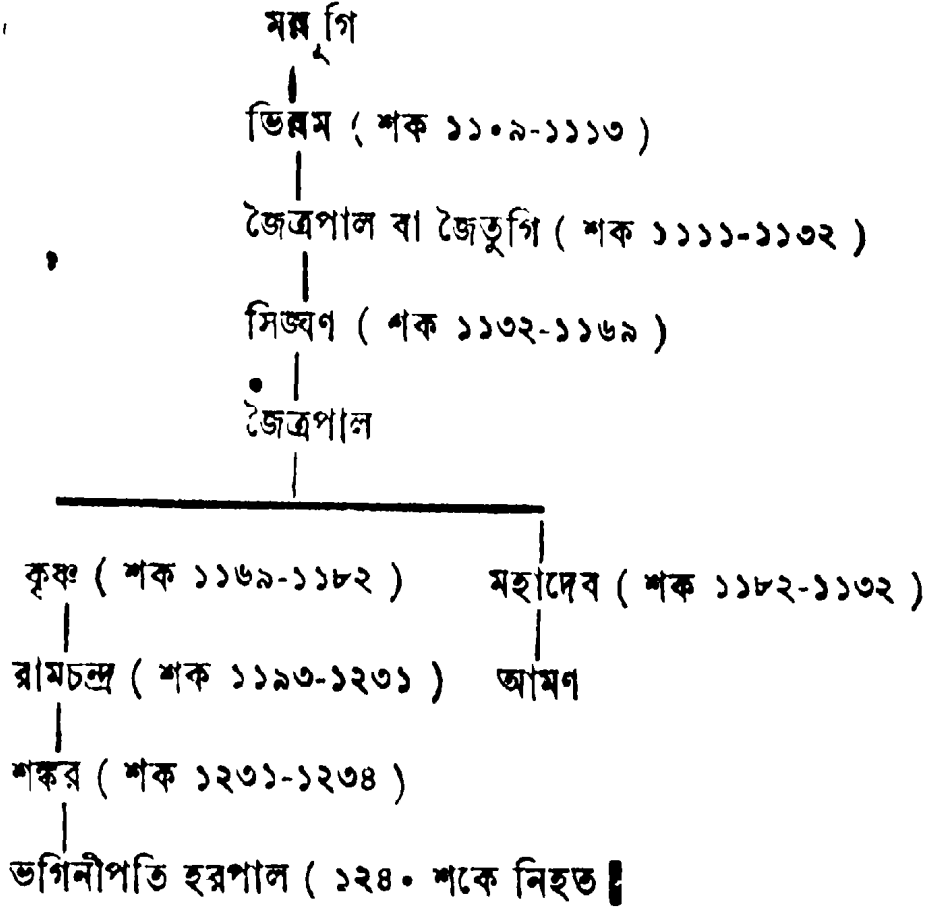 মল্লুগি
ভিল্লম ( শক ১১০৯-১১১৩ )
জৈত্রপাল বা জৈতুগি ( শক ১১১১-১১৩২ )
সিঙ্ঘণ ( শক ১১৩২-১১৬৯ )
জৈত্রপাল
কৃষ্ণ ( শক ১১৬৯-১১৮২ ) মহাদেব ( শক ১১৮২-১১৩২ )
রামচন্দ্র ( শক ১১৯৩-১২৩১ ) আমণ
শঙ্কর ( শক ১২৩১-১২৩৪ )
ভগিনীপতি হরপাল ( ১২৪০ শকে নিহত